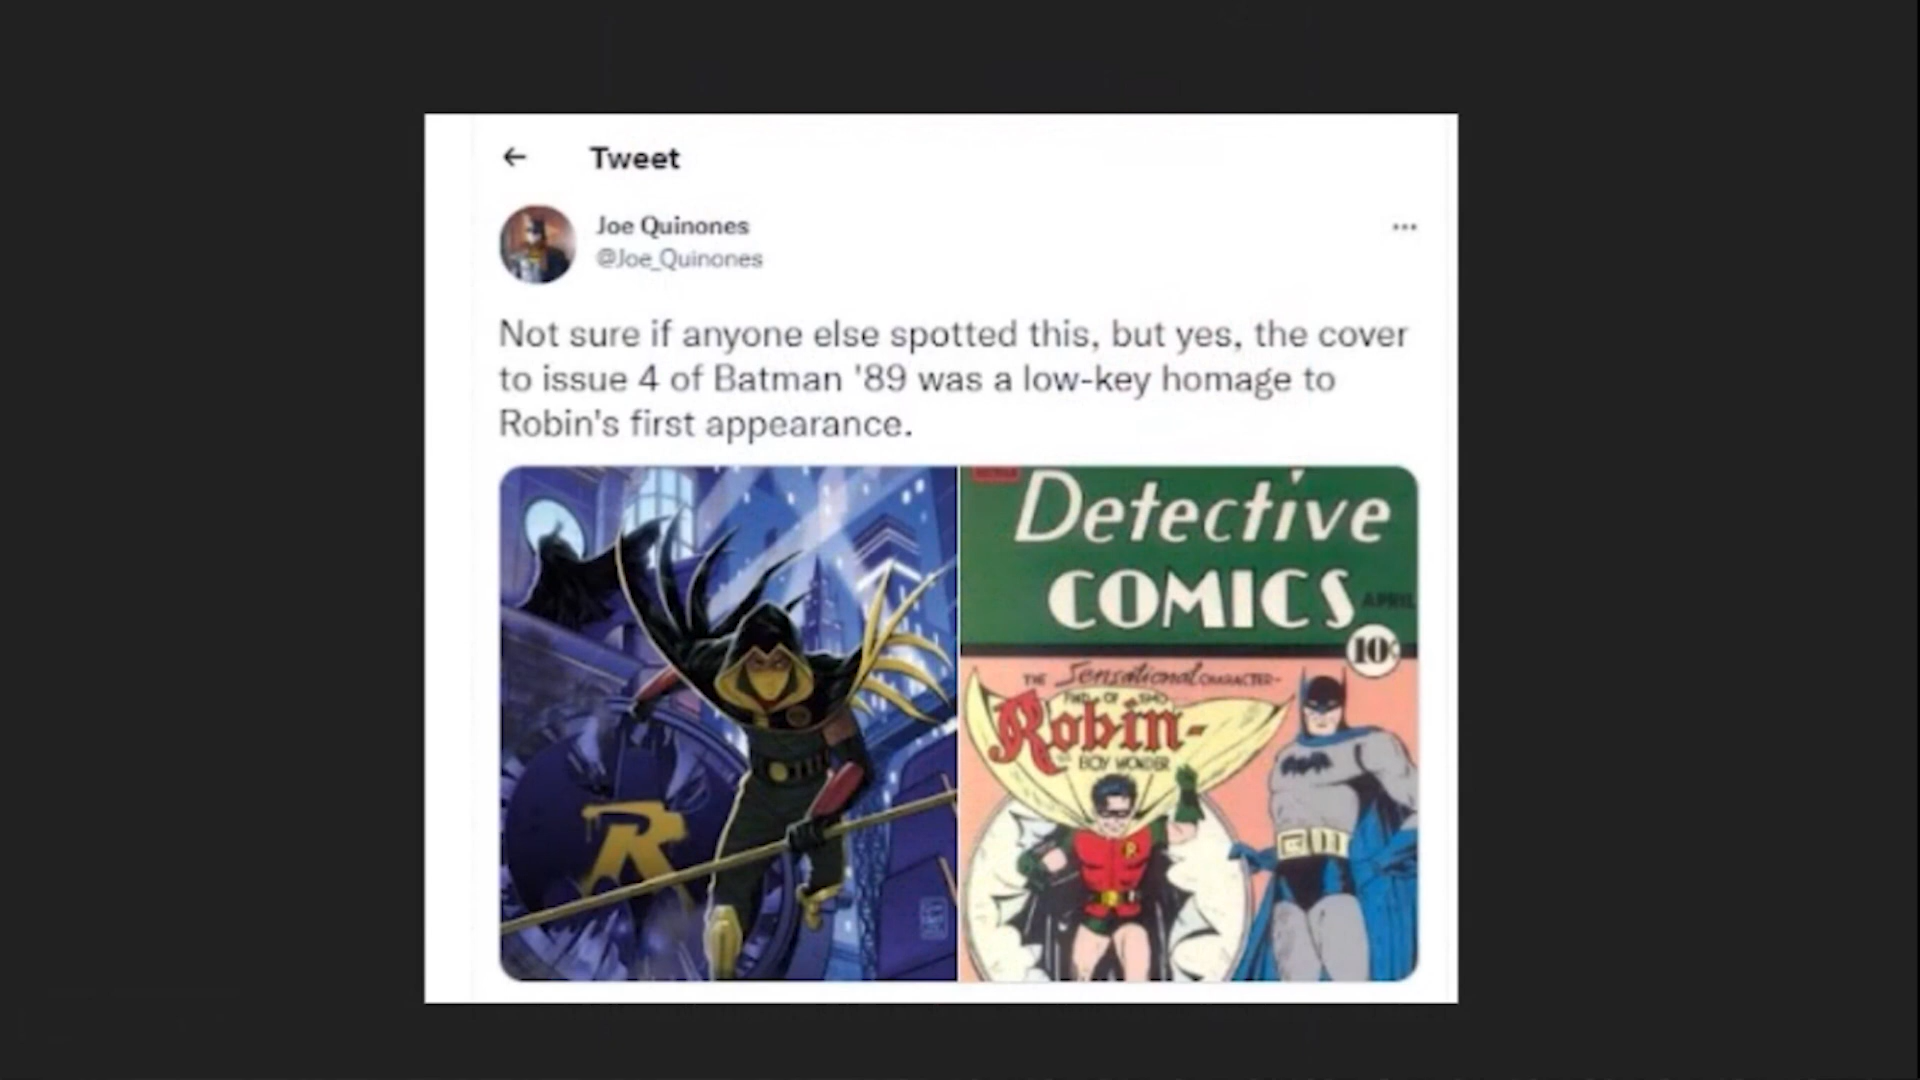 Tweet
Joe Quinones
@Joe_Quinones
Not sure if anyone else spotted this, but yes, the cover
to issue 4 of Batman '89 was a low-key homage to
Robin's first appearance.
R
Detective
COMICS
APRIL
10¢
THE Sensational CHARACTER-
FIND OF
Robin-
BOY WONDER
R